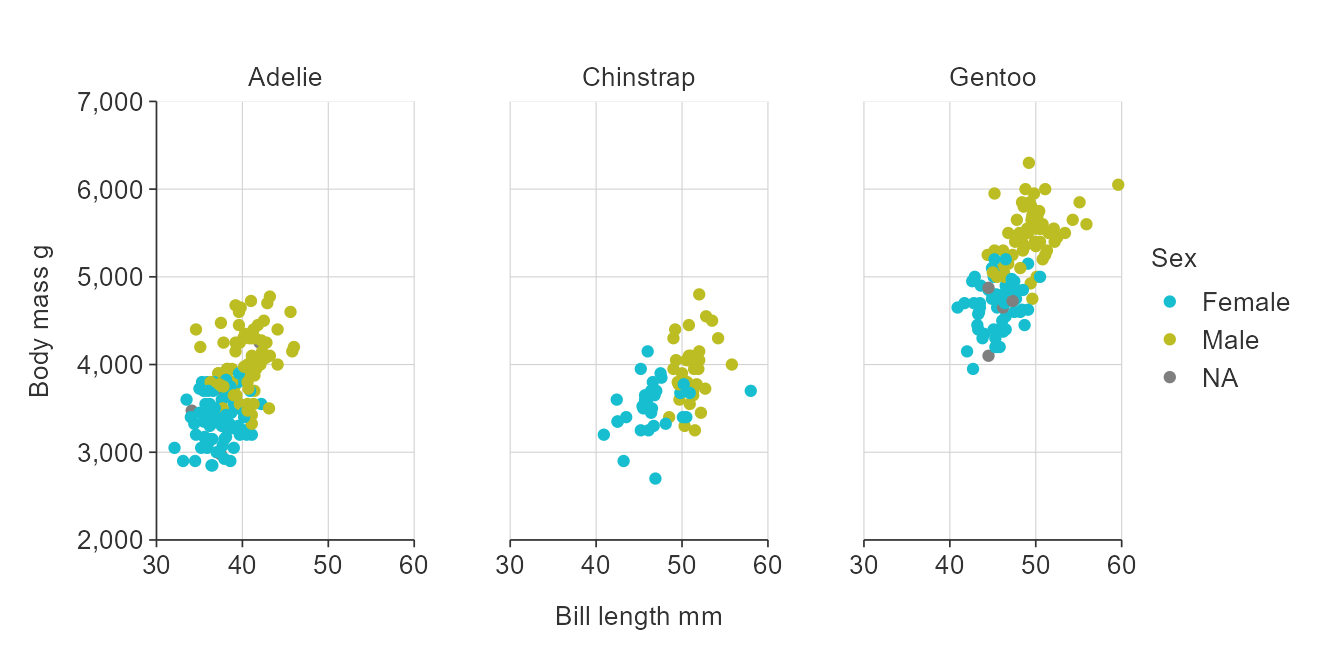 Adelie Chinstrap Gentoo
7,000
6,000
5,000
4,000
3,000
2,000
Body mass g
30 40 50 60 30 40 50 60 30 40 50 60
Bill length mm
Sex
Female
Male
NA